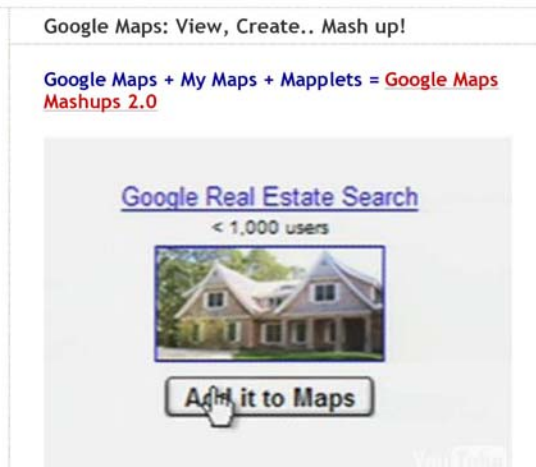 Google Maps: View, Create.. Mash up!
Google Maps + My Maps + Mapplets = Google Maps
Mashups 2.0
Google Real Estate Search
< 1,000 users
Add it to Maps
YouTube